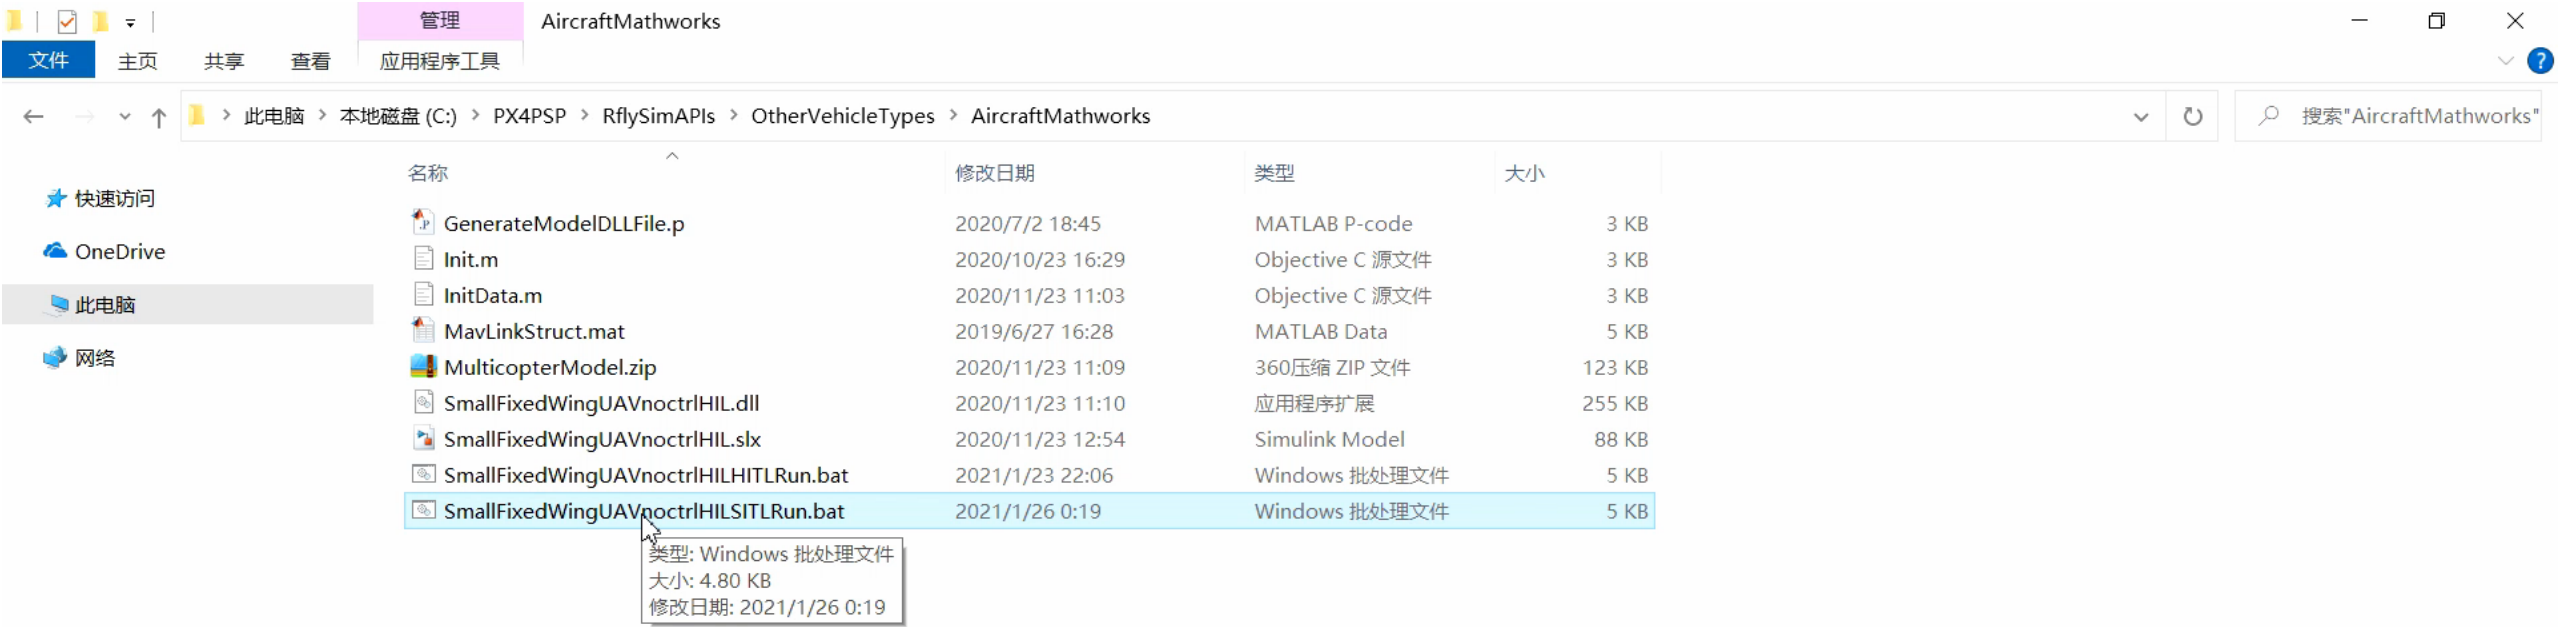 管理 AircraftMathworks
文件 主页 共享 查看 应用程序工具 ?
此电脑 本地磁盘 (C:) PX4PSP RflySimAPIs OtherVehicleTypes AircraftMathworks 搜索"AircraftMathworks"
名称 修改日期 类型 大小
快速访问
OneDrive
此电脑
网络
GenerateModelDLLFile.p 2020/7/2 18:45 MATLAB P-code 3 KB
Init.m 2020/10/23 16:29 Objective C 源文件 3 KB
InitData.m 2020/11/23 11:03 Objective C 源文件 3 KB
MavLinkStruct.mat 2019/6/27 16:28 MATLAB Data 5 KB
MulticopterModel.zip 2020/11/23 11:09 360压缩 ZIP 文件 123 KB
SmallFixedWingUAVnoctrlHIL.dll 2020/11/23 11:10 应用程序扩展 255 KB
SmallFixedWingUAVnoctrlHIL.slx 2020/11/23 12:54 Simulink Model 88 KB
SmallFixedWingUAVnoctrlHILHITLRun.bat 2021/1/23 22:06 Windows 批处理文件 5 KB
SmallFixedWingUAVnoctrlHILSITLRun.bat 2021/1/26 0:19 Windows 批处理文件 5 KB
类型: Windows 批处理文件
大小: 4.80 KB
修改日期: 2021/1/26 0:19